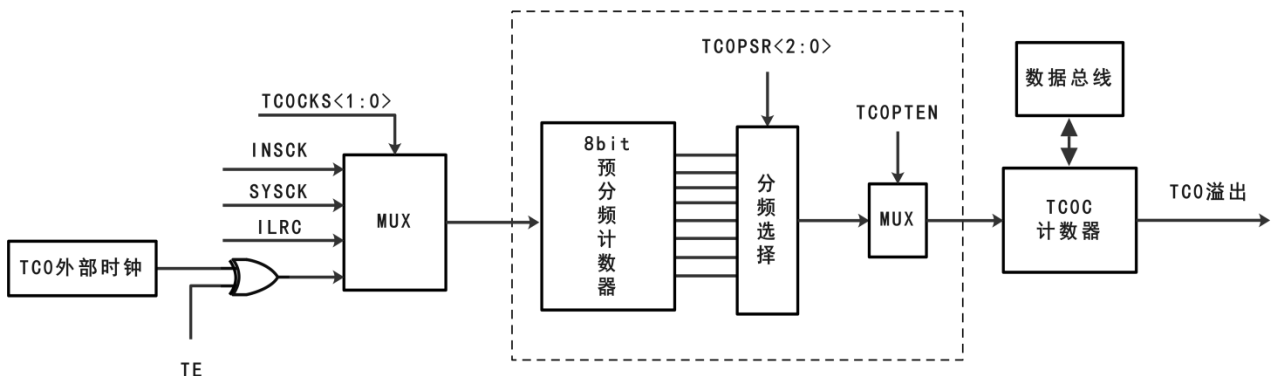 TC0PSR<2:0>
数据总线
TC0CKS<1:0>
TC0PTEN
8bit
预分频计数器
分频选择
INSCK
SYSCK
ILRC
MUX
MUX
TC0C
计数器
TC0溢出
TC0外部时钟
TE